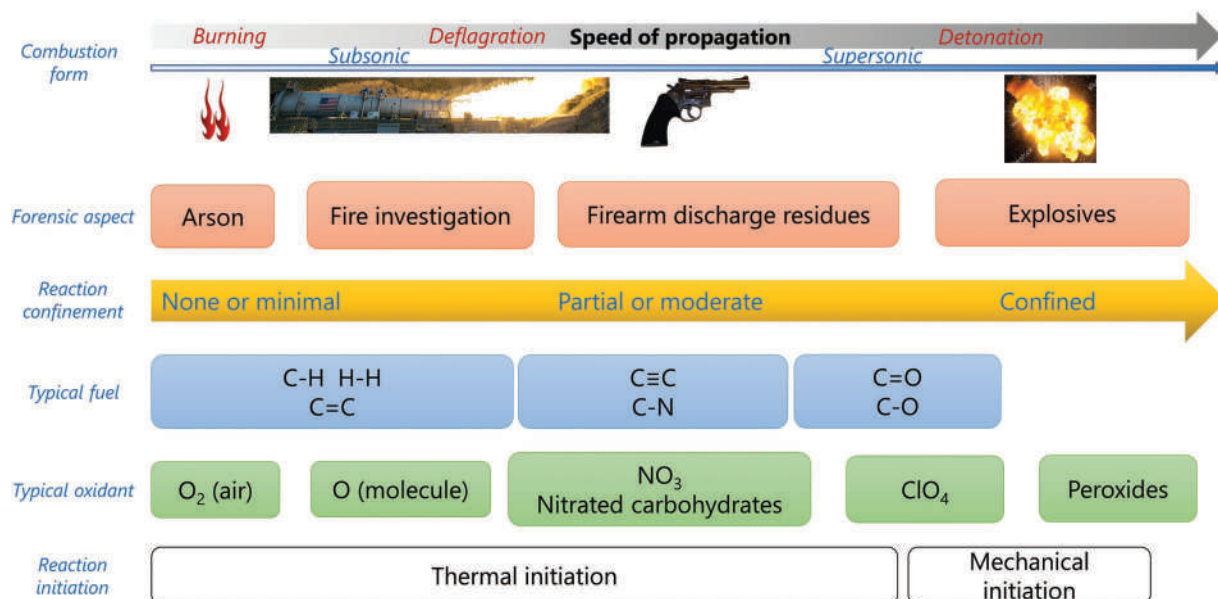 Burning Deflagration Speed of propagation Detonation
Combustion form
Subsonic Supersonic
Forensic aspect
Arson
Fire investigation
Firearm discharge residues
Explosives
Reaction confinement
None or minimal
Partial or moderate
Confined
Typical fuel
C-H H-H
C=C
C≡C
C-N
C=O
C-O
Typical oxidant
O₂ (air)
O (molecule)
NO₃
Nitrated carbohydrates
ClO₄
Peroxides
Reaction initiation
Thermal initiation
Mechanical
initiation